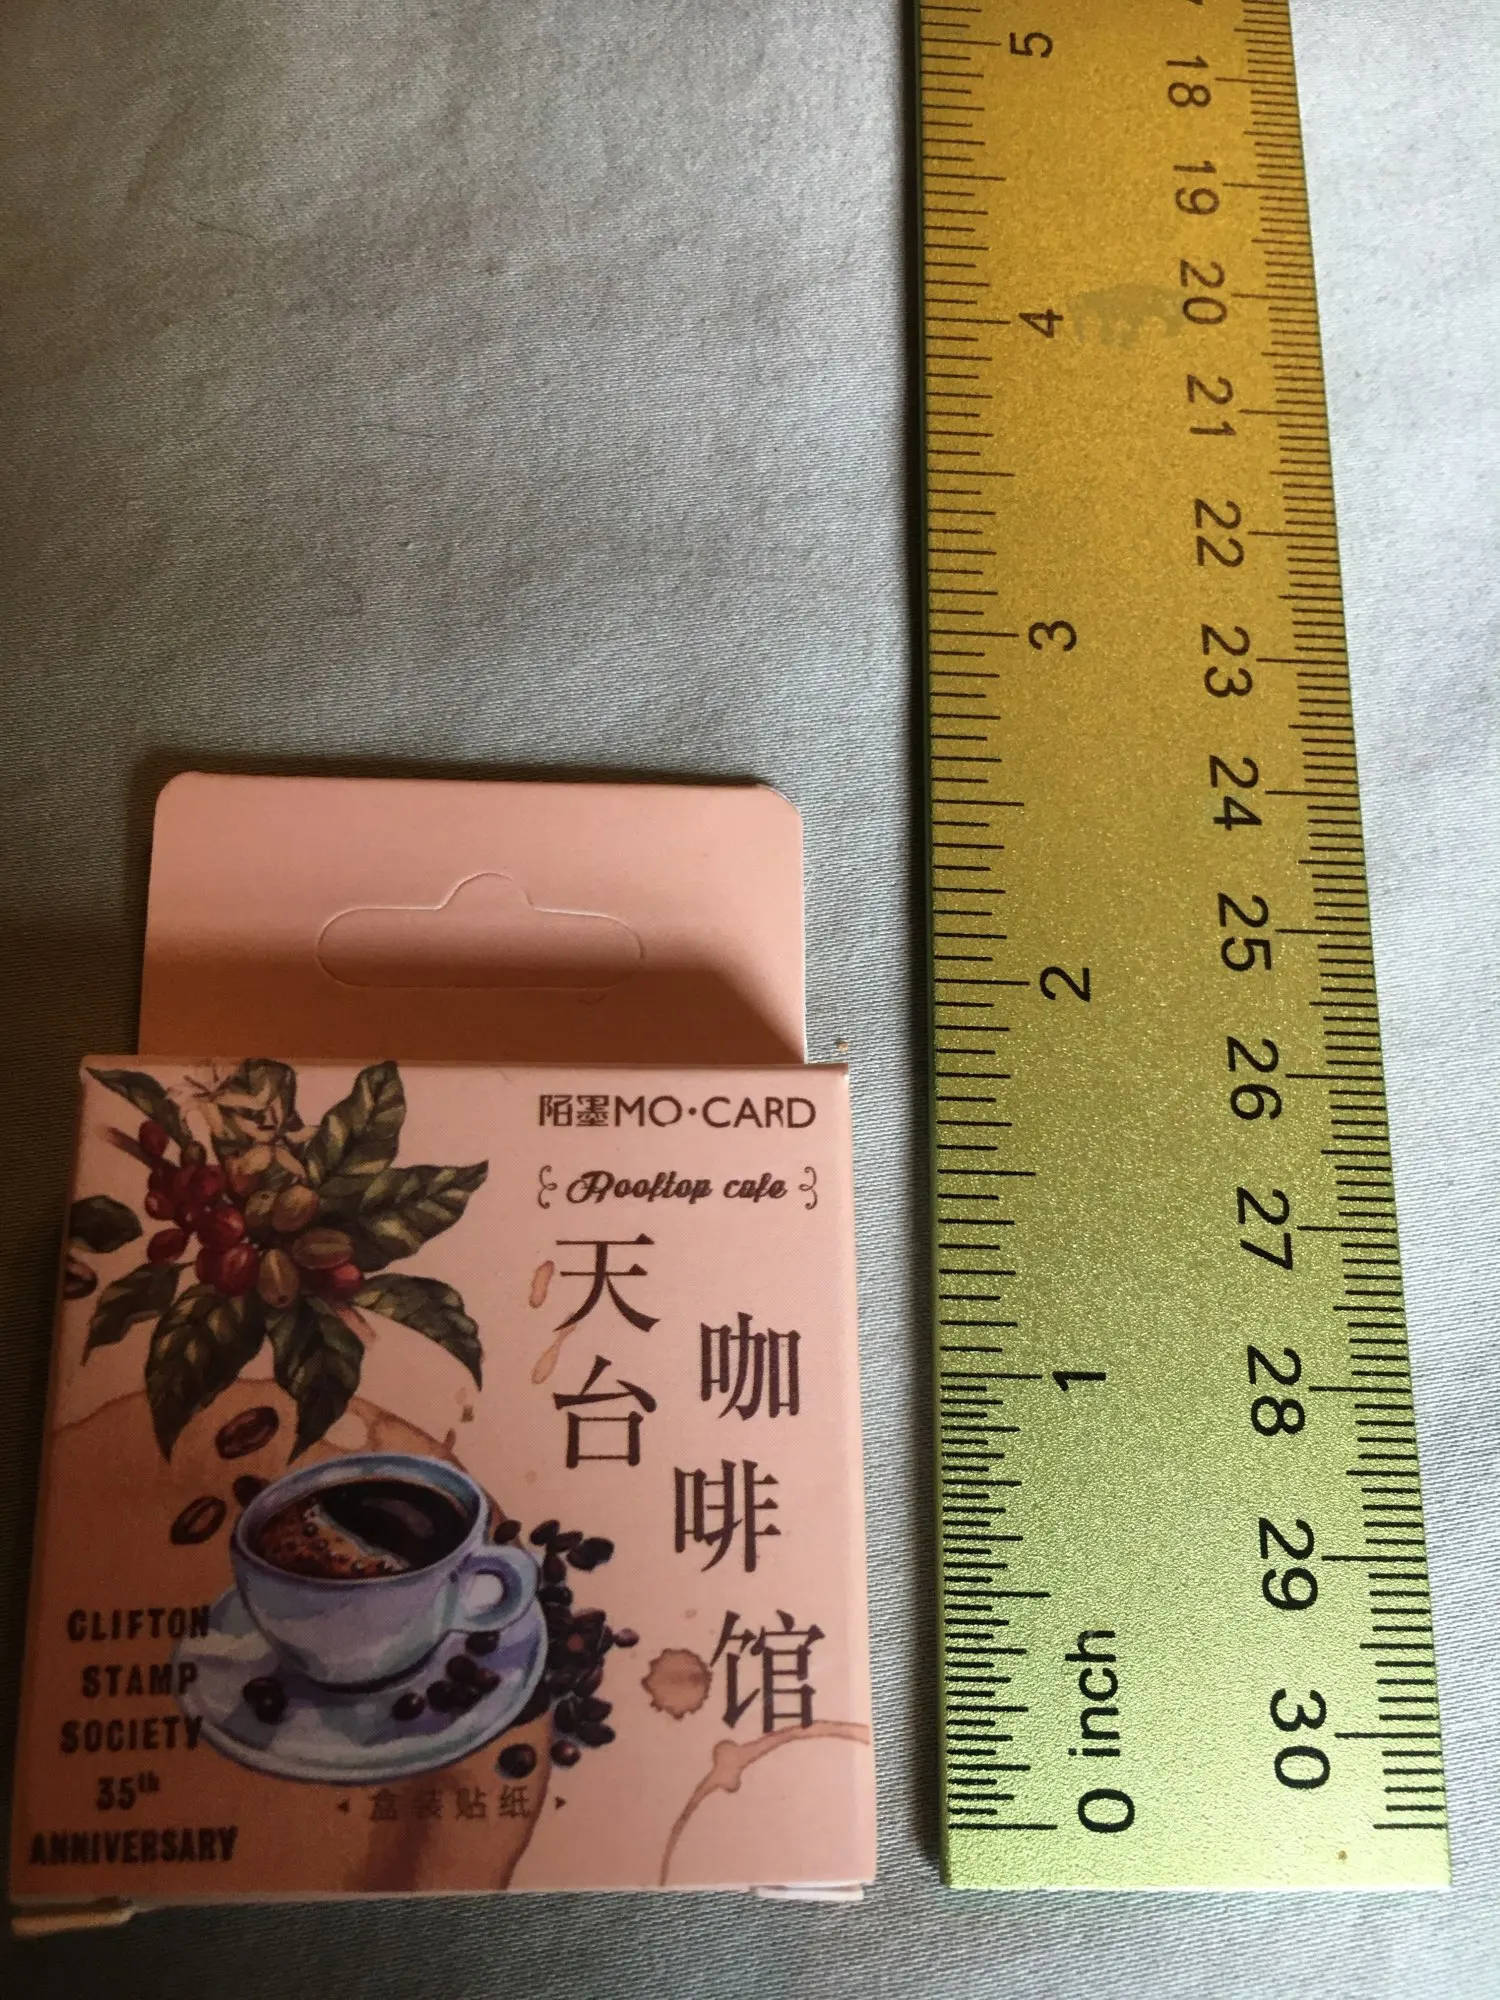 陌墨MO·CARD
Rooftop cafe
天台
咖啡馆
CLIFTON
STAMP
SOCIETY
35th
ANNIVERSARY
盒装贴纸
5
4
3
2
1
0 inch
18
19
20
21
22
23
24
25
26
27
28
29
30